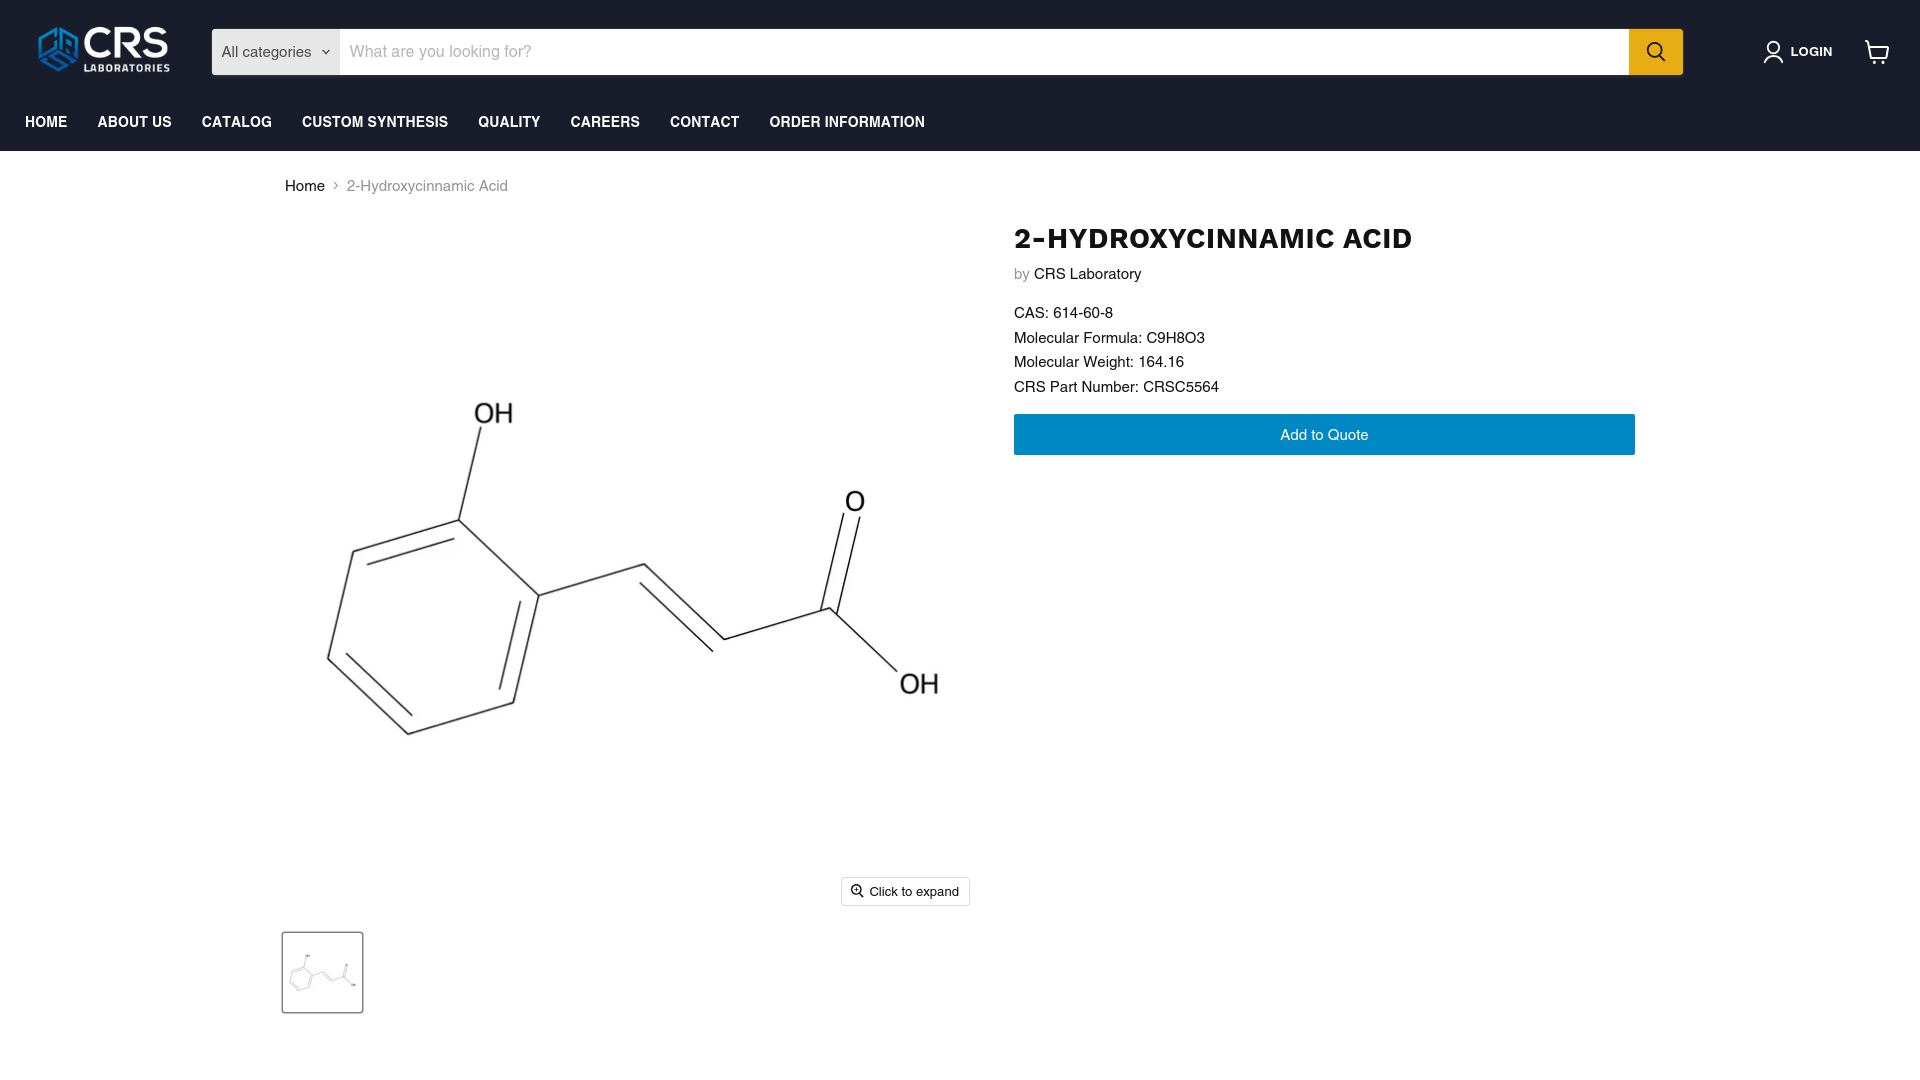 CRS
LABORATORIES
All categories
What are you looking for?
LOGIN
HOME
ABOUT US
CATALOG
CUSTOM SYNTHESIS
QUALITY
CAREERS
CONTACT
ORDER INFORMATION
Home
2-Hydroxycinnamic Acid
2-HYDROXYCINNAMIC ACID
by CRS Laboratory
CAS: 614-60-8
Molecular Formula: C9H8O3
Molecular Weight: 164.16
CRS Part Number: CRSC5564
Add to Quote
OH
O
OH
Click to expand